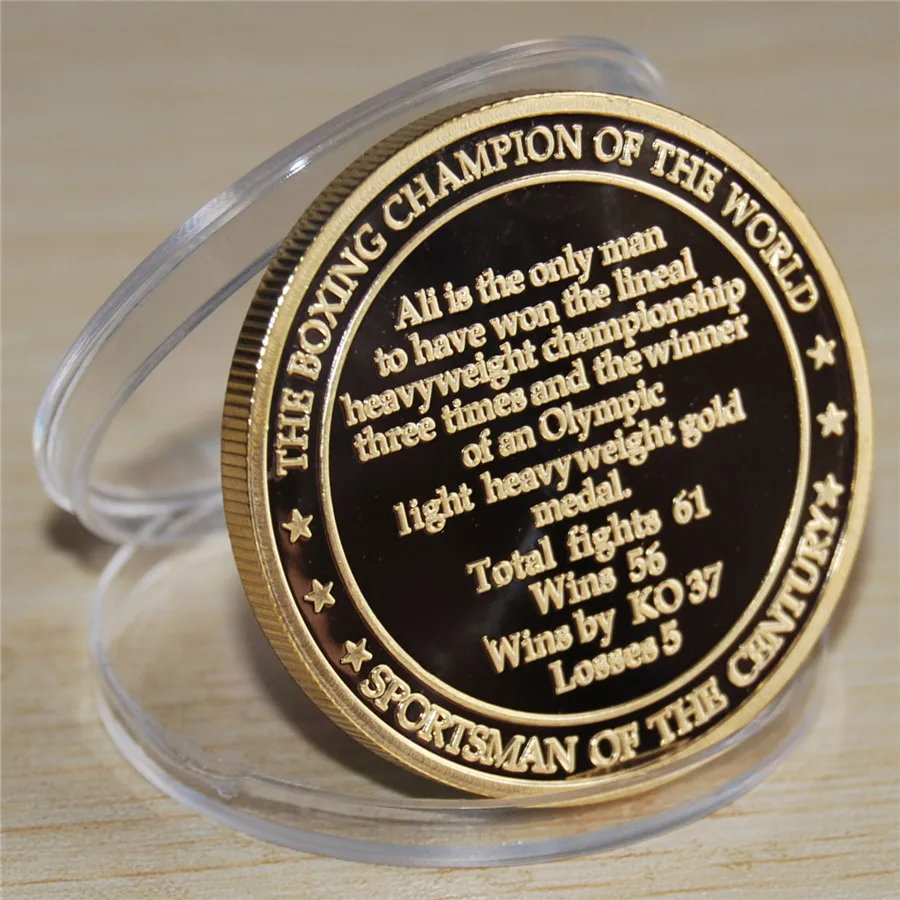 THE BOXING CHAMPION OF THE WORLD
Ali is the only man
to have won the lineal
heavyweight championship
three times and the winner
of an Olympic
light heavyweight gold
medal.
Total fights 61
Wins 56
Wins by KO 37
Losses 5
SPORTSMAN OF THE CENTURY